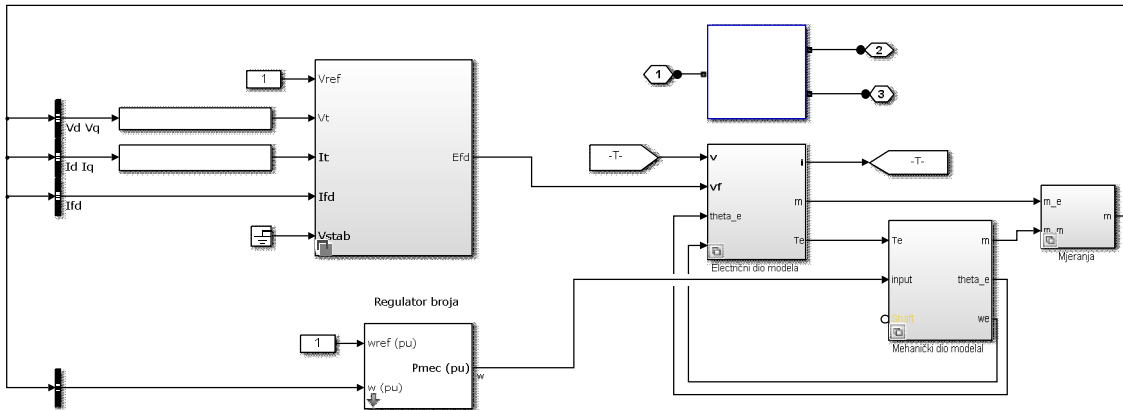 1
Vref
Vd Vq
Vt
Id Iq
It
Efd
Ifd
Ifd
Vstab
1
2
3
-T-
v
i
-T-
vf
theta_e
m
Te
Električni dio modela
m_e
m_m
m
Mjeranja
Te
m
input
theta_e
Shaft
we
Mehanički dio modelal
Regulator broja
1
wref (pu)
Pmec (pu)
w
w (pu)